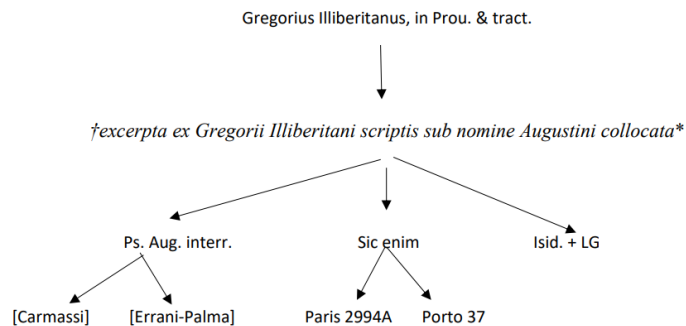 Gregorius Illiberitanus, in Prou. & tract.
†excerpta ex Gregorii Illiberitani scriptis sub nomine Augustini collocata*
Ps. Aug. interr. Sic enim Isid. + LG
[Carmassi] [Errani-Palma] Paris 2994A Porto 37